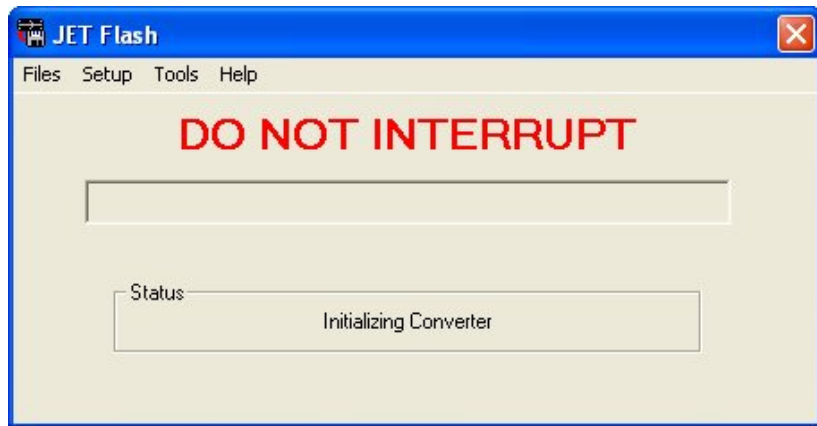 JET Flash
Files Setup Tools Help
DO NOT INTERRUPT
Status
Initializing Converter